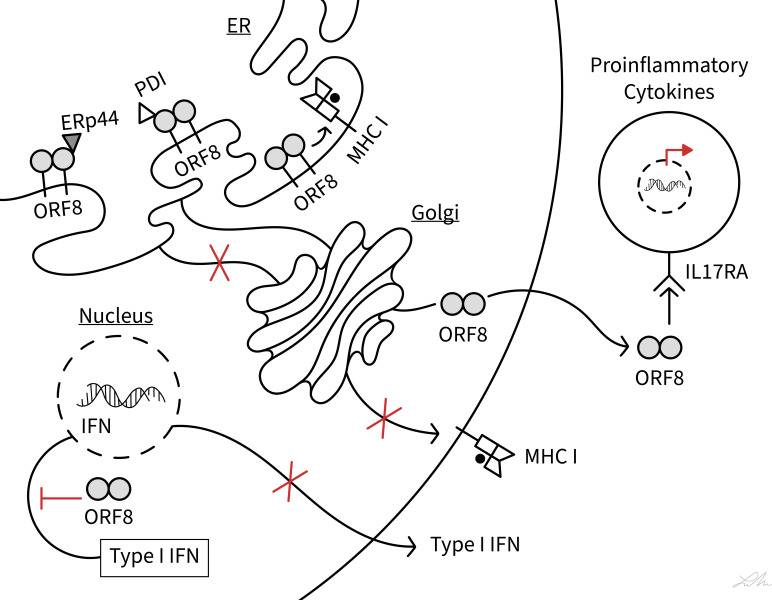 ER
Proinflammatory
Cytokines
PDI
ERp44
MHC I
ORF8
ORF8
ORF8
Golgi
IL17RA
Nucleus
ORF8
ORF8
IFN
MHC I
ORF8
Type I IFN
Type I IFN